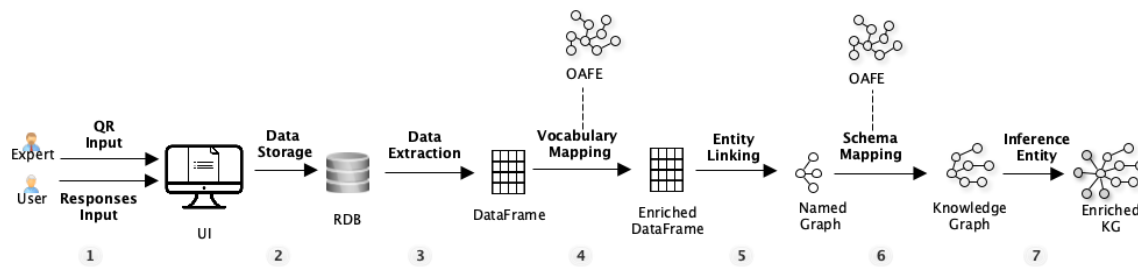 OAFE
OAFE
QR
Input
Data
Storage
Data
Extraction
Vocabulary
Mapping
Entity
Linking
Schema
Mapping
Inference
Entity
Expert
User
Responses
Input
UI
RDB
DataFrame
Enriched
DataFrame
Named
Graph
Knowledge
Graph
Enriched
KG
1
2
3
4
5
6
7